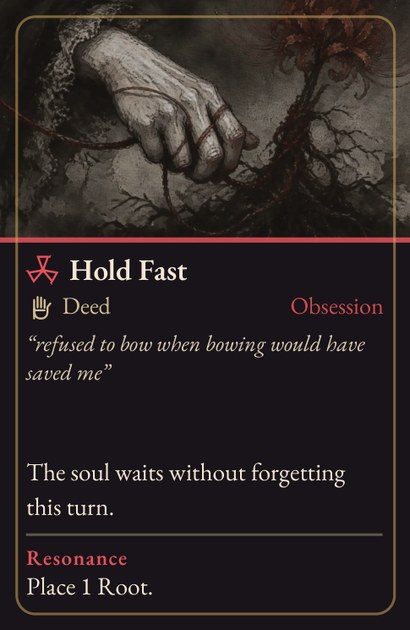 Hold Fast
Deed Obsession
“refused to bow when bowing would have
saved me”
The soul waits without forgetting
this turn.
Resonance
Place 1 Root.